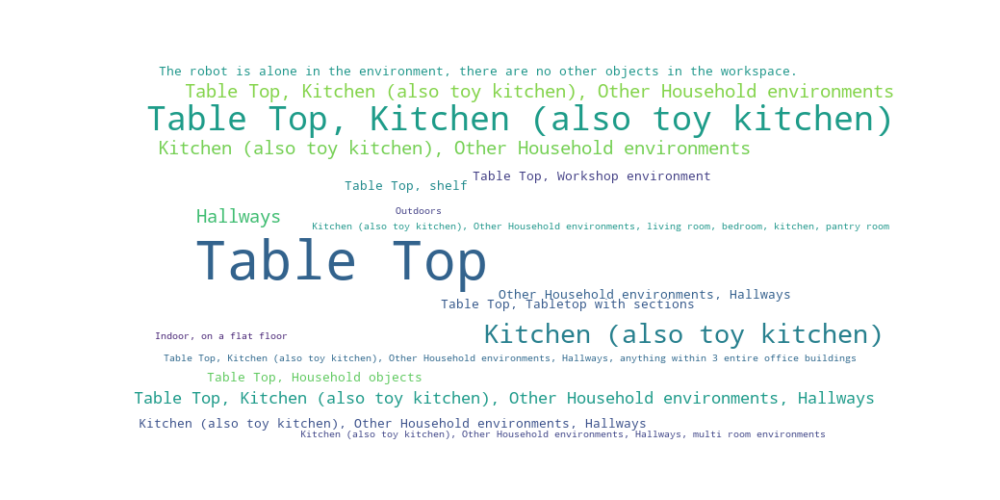 The robot is alone in the environment, there are no other objects in the workspace.
Table Top, Kitchen (also toy kitchen), Other Household environments
Table Top, Kitchen (also toy kitchen)
Kitchen (also toy kitchen), Other Household environments
Table Top, Workshop environment
Table Top, shelf
Outdoors
Hallways
Kitchen (also toy kitchen), Other Household environments, living room, bedroom, kitchen, pantry room
Table Top
Other Household environments, Hallways
Table Top, Tabletop with sections
Kitchen (also toy kitchen)
Indoor, on a flat floor
Table Top, Kitchen (also toy kitchen), Other Household environments, Hallways, anything within 3 entire office buildings
Table Top, Household objects
Table Top, Kitchen (also toy kitchen), Other Household environments, Hallways
Kitchen (also toy kitchen), Other Household environments, Hallways
Kitchen (also toy kitchen), Other Household environments, Hallways, multi room environments